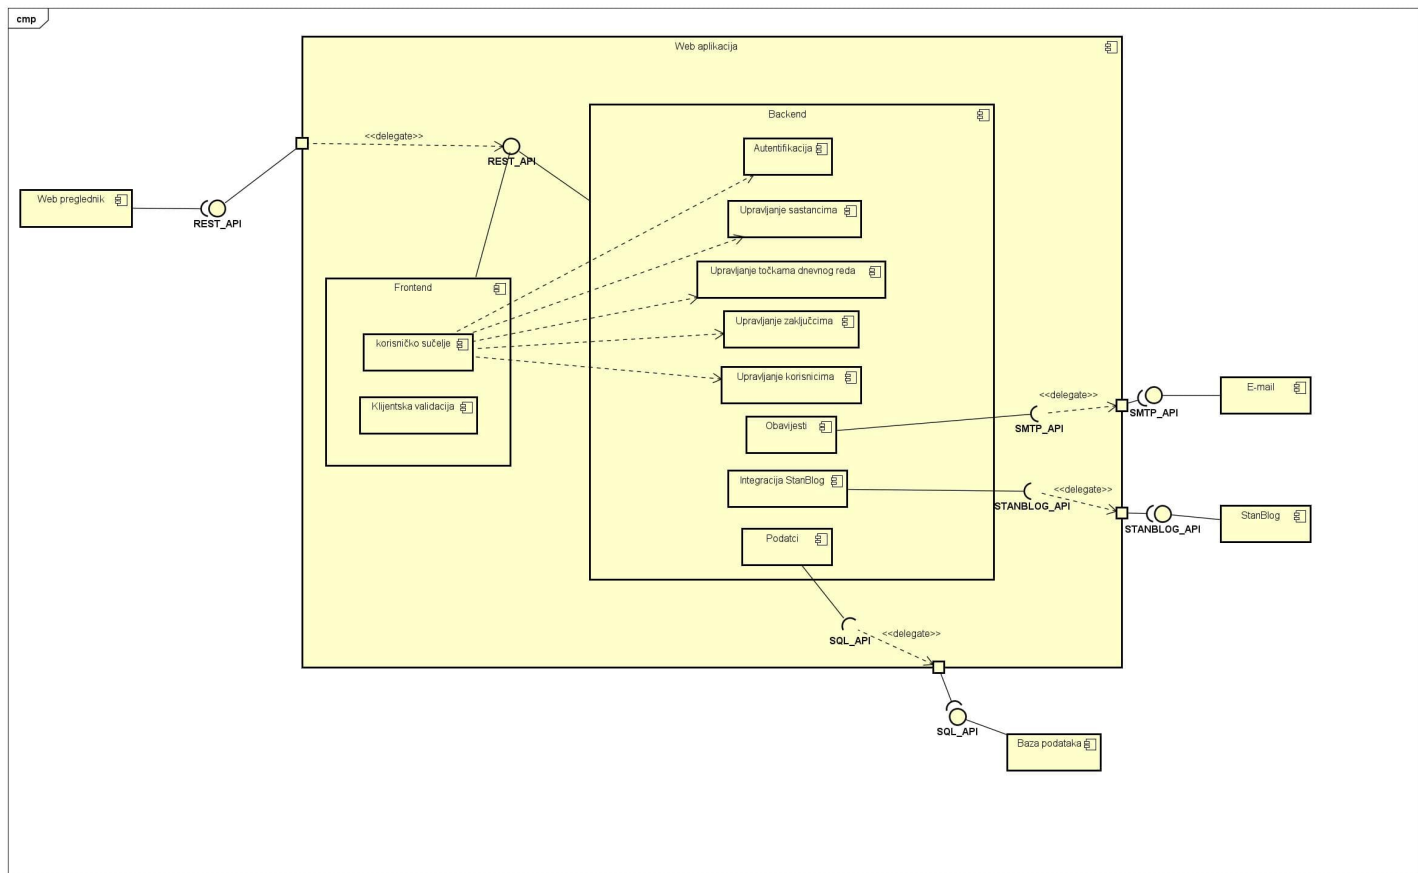 cmp
Web aplikacija
Backend
<<delegate>>
Autentifikacija
REST_API
Web preglednik
REST_API
Upravljanje sastancima
Upravljanje točkama dnevnog reda
Frontend
Upravljanje zaključcima
korisničko sučelje
Upravljanje korisnicima
Klijentska validacija
Obavijesti
<<delegate>>
SMTP_API
SMTP_API
E-mail
Integracija StanBlog
<<delegate>>
STANBLOG_API
STANBLOG_API
StanBlog
Podatci
<<delegate>>
SQL_API
SQL_API
Baza podataka